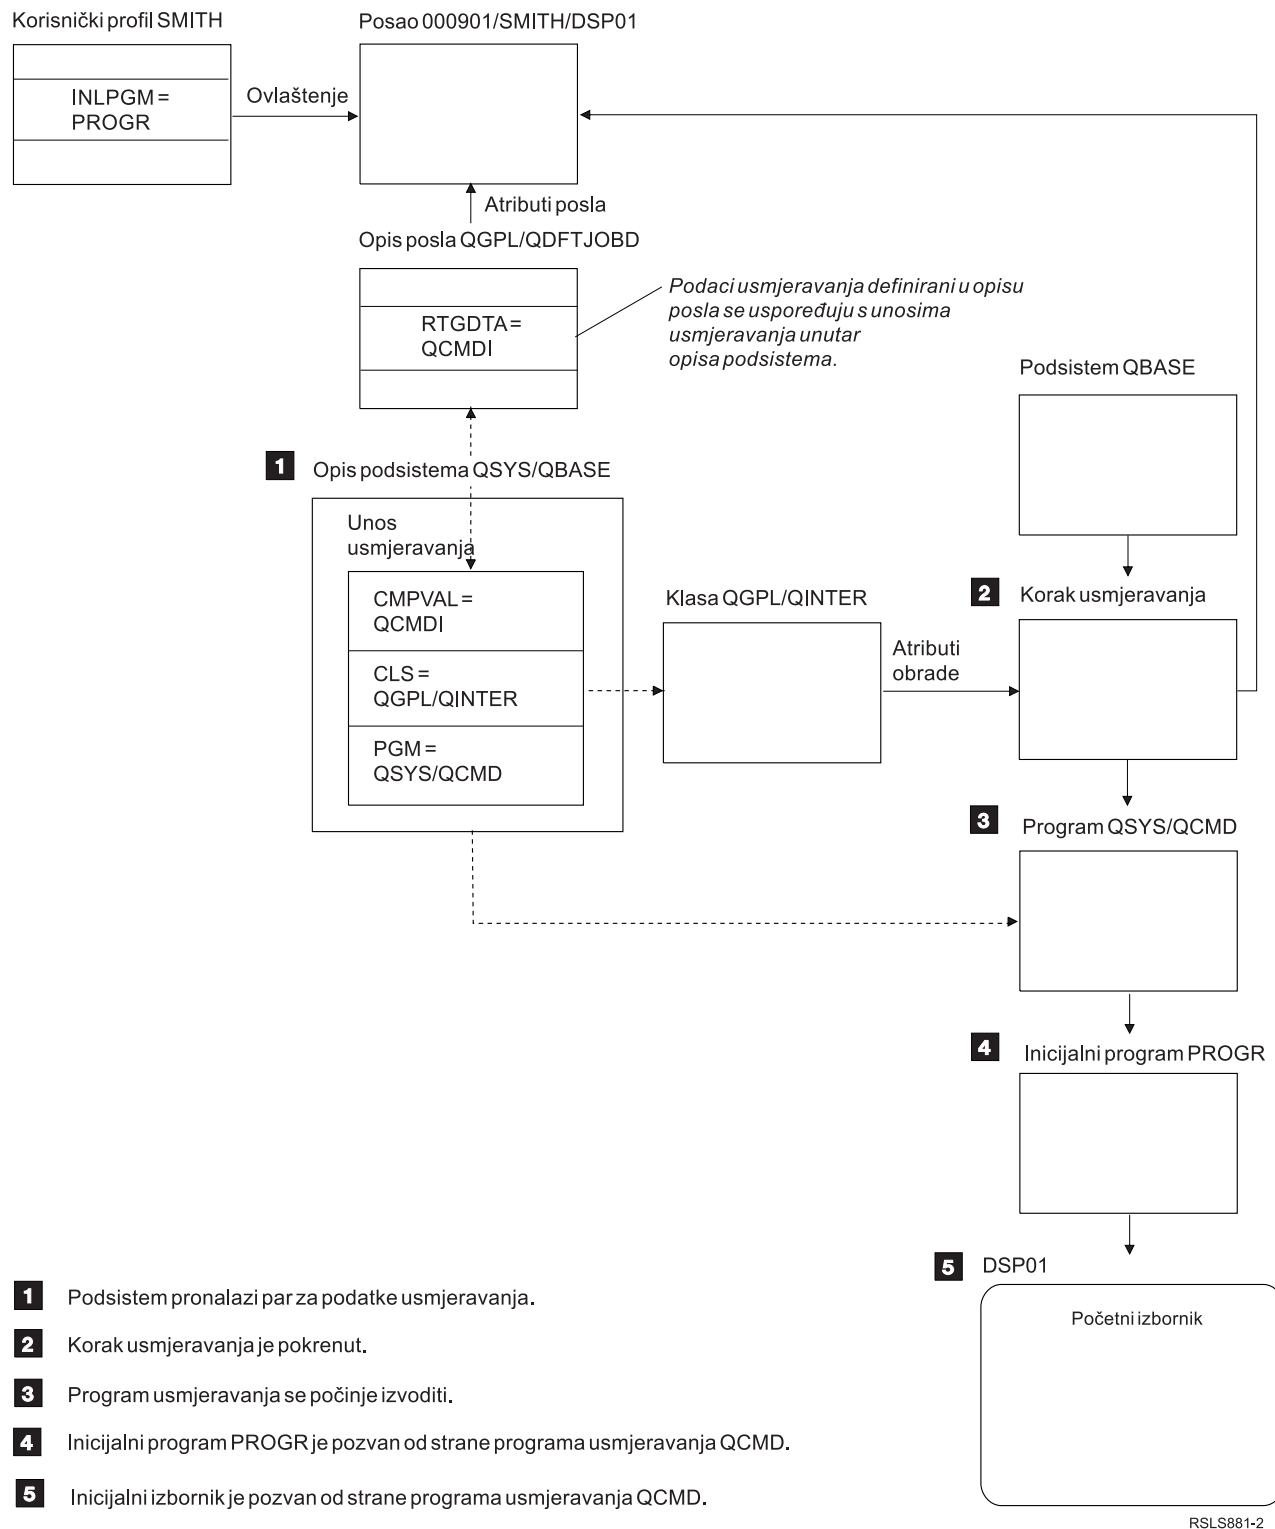 Korisnički profil SMITH
Posao 000901/SMITH/DSP01
INLPGM =
PROGR
Ovlaštenje
Atributi posla
Opis posla QGPL/QDFTJOBD
RTGDTA =
QCMDI
Podaci usmjeravanja definirani u opisu
posla se uspoređuju s unosima
usmjeravanja unutar
opisa podsistema.
Podsistem QBASE
1 Opis podsistema QSYS/QBASE
Unos
usmjeravanja
CMPVAL =
QCMDI
CLS =
QGPL/QINTER
PGM =
QSYS/QCMD
Klasa QGPL/QINTER
Atributi
obrade
2 Korak usmjeravanja
3 Program QSYS/QCMD
4 Inicijalni program PROGR
5 DSP01
Početni izbornik
1 Podsistem pronalazi par za podatke usmjeravanja.
2 Korak usmjeravanja je pokrenut.
3 Program usmjeravanja se počinje izvoditi.
4 Inicijalni program PROGR je pozvan od strane programa usmjeravanja QCMD.
5 Inicijalni izbornik je pozvan od strane programa usmjeravanja QCMD.
RSLS881-2